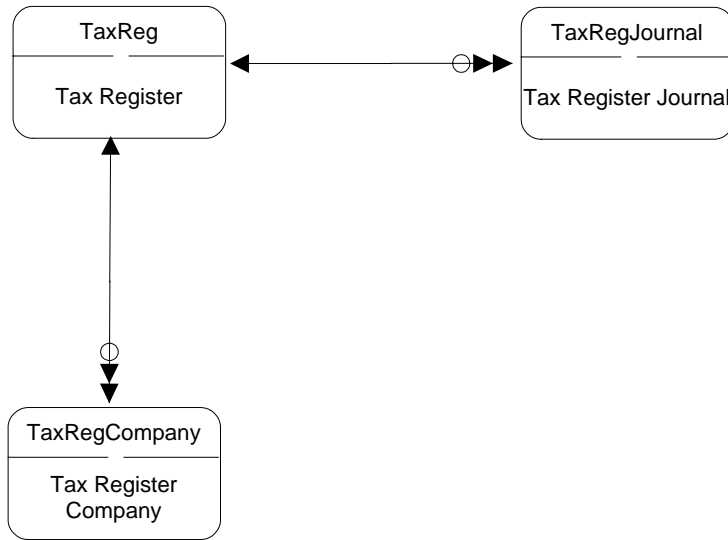 TaxReg
Tax Register
TaxRegJournal
Tax Register Journal
TaxRegCompany
Tax Register
Company